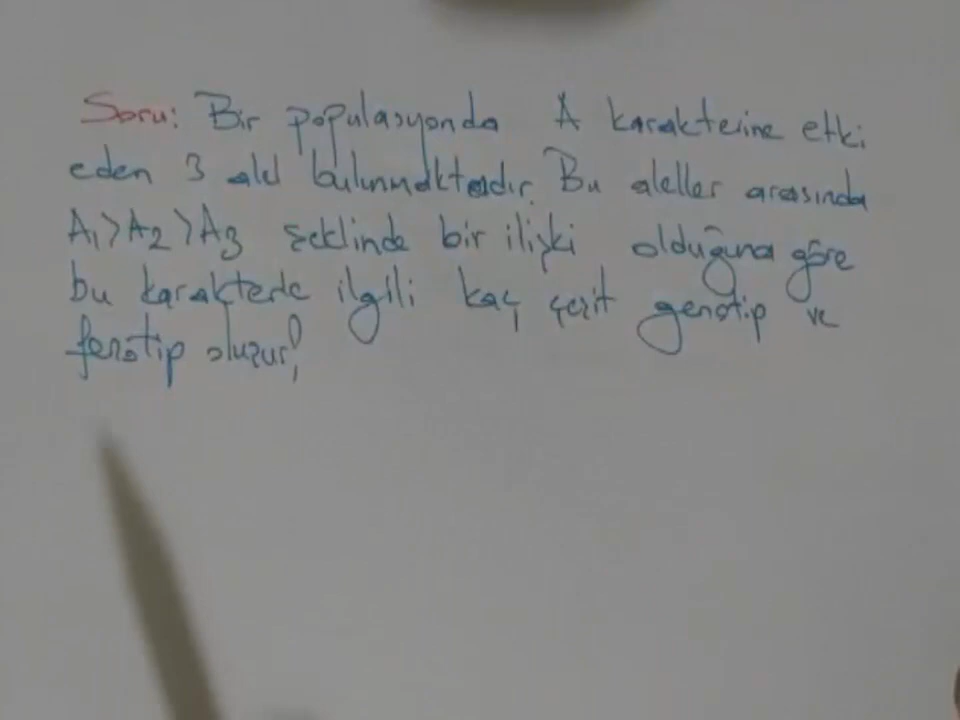 Soru: Bir populasyonda A karakterine etki
eden 3 alel bulunmaktadır. Bu aleller arasında
A1>A2>A3 şeklinde bir ilişki olduğuna göre
bu karakterle ilgili kaç çeşit genotip ve
fenotip oluşur?